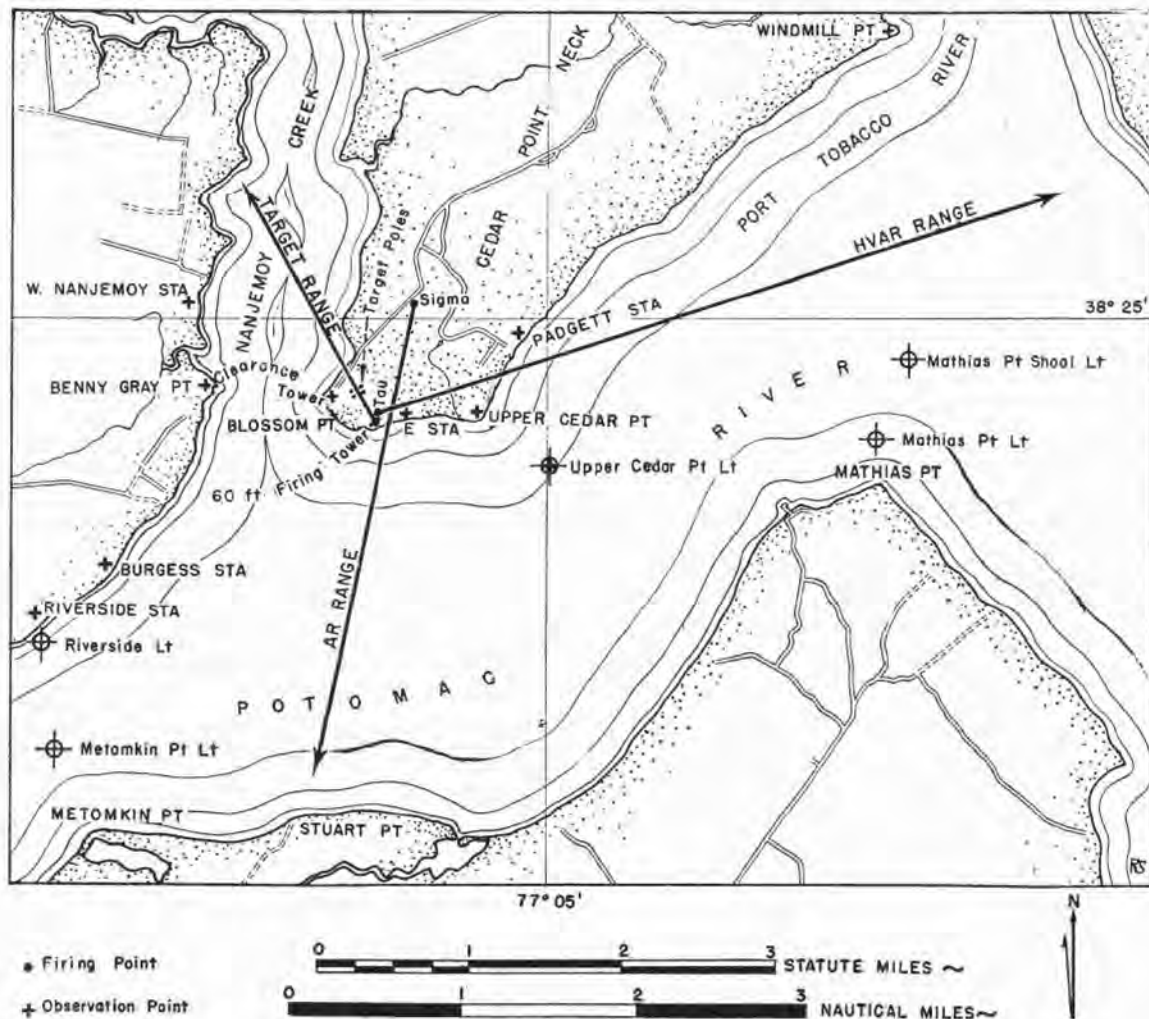 WINDMILL PT
NECK
RIVER
CREEK
POINT
TOBACCO
PORT
CEDAR
TARGET RANGE
Target Poles
HVAR RANGE
W. NANJEMOY STA
NANJEMOY
Sigma
PADGETT STA
38° 25'
RIVER
Mathias Pt Shoal Lt
BENNY GRAY PT
Clearance
Tower
Tau
BLOSSOM PT
E STA
UPPER CEDAR PT
Mathias Pt Lt
60 ft Firing Tower
Upper Cedar Pt Lt
MATHIAS PT
BURGESS STA
AR RANGE
RIVERSIDE STA
Riverside Lt
POTOMAC
Metomkin Pt Lt
METOMKIN PT
STUART PT
RS
77° 05'
N
Firing Point
0 1 2 3
STATUTE MILES
Observation Point
0 1 2 3
NAUTICAL MILES